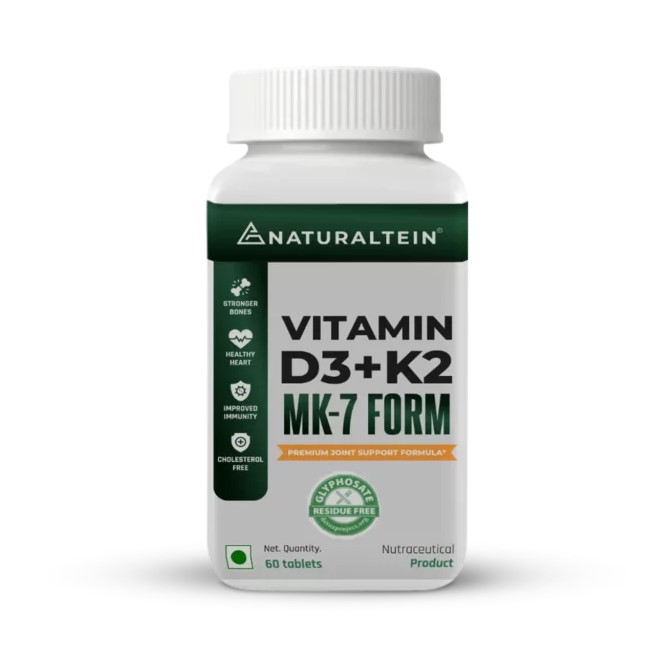 NATURALTEIN®
STRONGER
BONES
HEALTHY
HEART
IMPROVED
IMMUNITY
CHOLESTEROL
FREE
VITAMIN
D3+K2
MK-7 FORM
PREMIUM JOINT SUPPORT FORMULA*
GLYPHOSATE
RESIDUE FREE
Net. Quantity.
60 tablets
Nutraceutical
Product